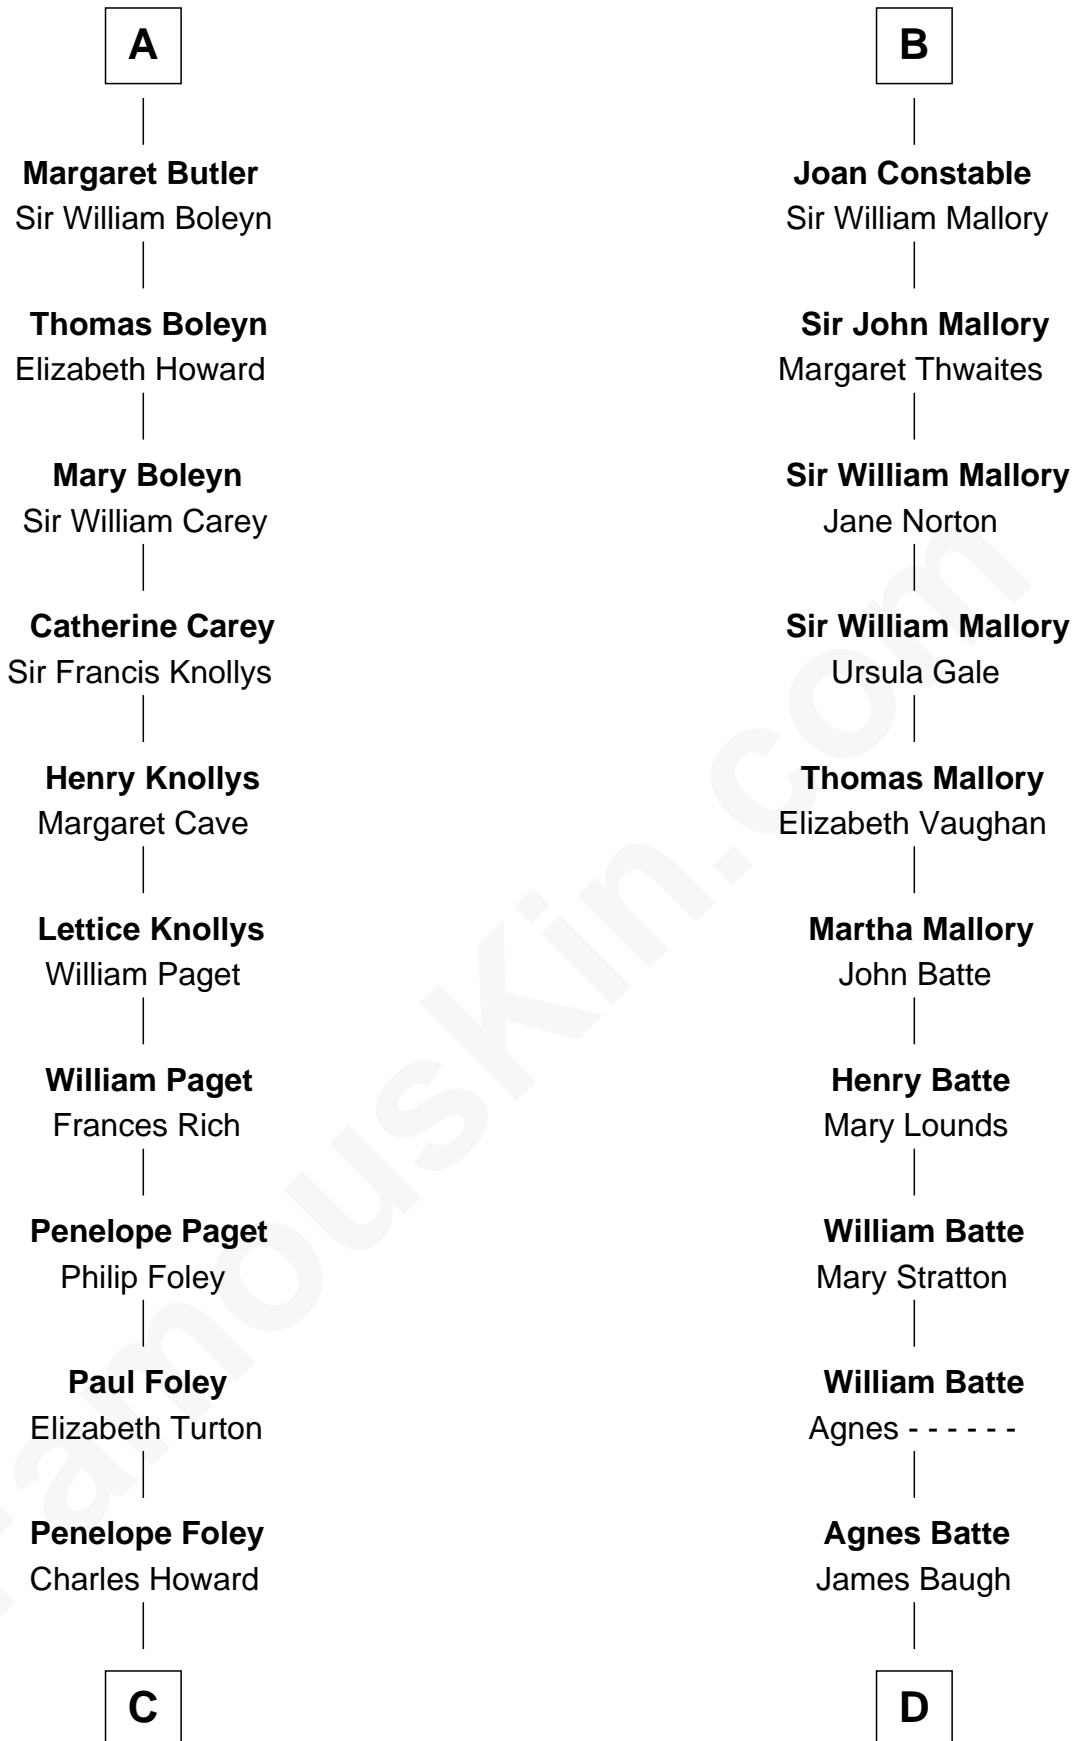 A
Margaret Butler
Sir William Boleyn
Thomas Boleyn
Elizabeth Howard
Mary Boleyn
Sir William Carey
Catherine Carey
Sir Francis Knollys
Henry Knollys
Margaret Cave
Lettice Knollys
William Paget
William Paget
Frances Rich
Penelope Paget
Philip Foley
Paul Foley
Elizabeth Turton
Penelope Foley
Charles Howard
C
B
Joan Constable
Sir William Mallory
Sir John Mallory
Margaret Thwaites
Sir William Mallory
Jane Norton
Sir William Mallory
Ursula Gale
Thomas Mallory
Elizabeth Vaughan
Martha Mallory
John Batte
Henry Batte
Mary Lounds
William Batte
Mary Stratton
William Batte
Agnes - - - - - -
Agnes Batte
James Baugh
D
FamousKin.com